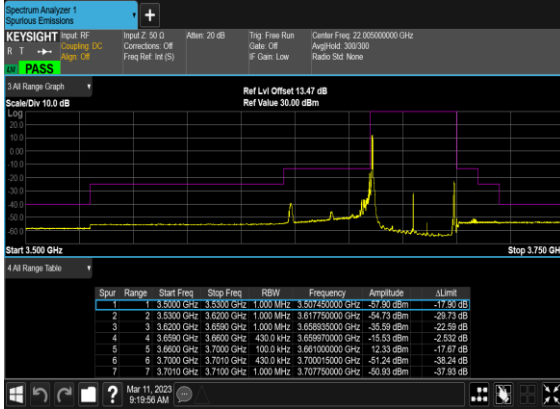 Spectrum Analyzer 1
Spurious Emissions
KEYSIGHT Input: RF Input Z: 50 Ω Atten: 20 dB Trig: Free Run Center Freq: 22.005000000 GHz
R T Coupling: DC Corrections: Off Gate: Off Avg|Hold: 300/300
Align: Off Freq Ref: Int (S) IF Gain: Low Radio Std: None
PASS
3 All Range Graph
Ref Lvl Offset 13.47 dB
Scale/Div 10.0 dB Ref Value 30.00 dBm
Log
20.0
10.0
0.00
-10.0
-20.0
-30.0
-40.0
-50.0
-60.0
Start 3.500 GHz Stop 3.750 GH
4 All Range Table
Spur Range Start Freq Stop Freq RBW Frequency Amplitude ΔLimit
1 1 3.5000 GHz 3.5300 GHz 1.000 MHz 3.507450000 GHz -57.90 dBm -17.90 dB
2 2 3.5300 GHz 3.6200 GHz 1.000 MHz 3.617750000 GHz -54.73 dBm -29.73 dB
3 3 3.6200 GHz 3.6590 GHz 1.000 MHz 3.658935000 GHz -35.59 dBm -22.59 dB
4 4 3.6590 GHz 3.6600 GHz 430.0 kHz 3.659970000 GHz -15.53 dBm -2.532 dB
5 5 3.6600 GHz 3.7000 GHz 100.0 kHz 3.661000000 GHz 12.33 dBm -17.67 dB
6 6 3.7000 GHz 3.7010 GHz 430.0 kHz 3.700015000 GHz -51.24 dBm -38.24 dB
7 7 3.7010 GHz 3.7100 GHz 1.000 MHz 3.707750000 GHz -50.93 dBm -37.93 dB
Mar 11, 2023
9:19:56 AM